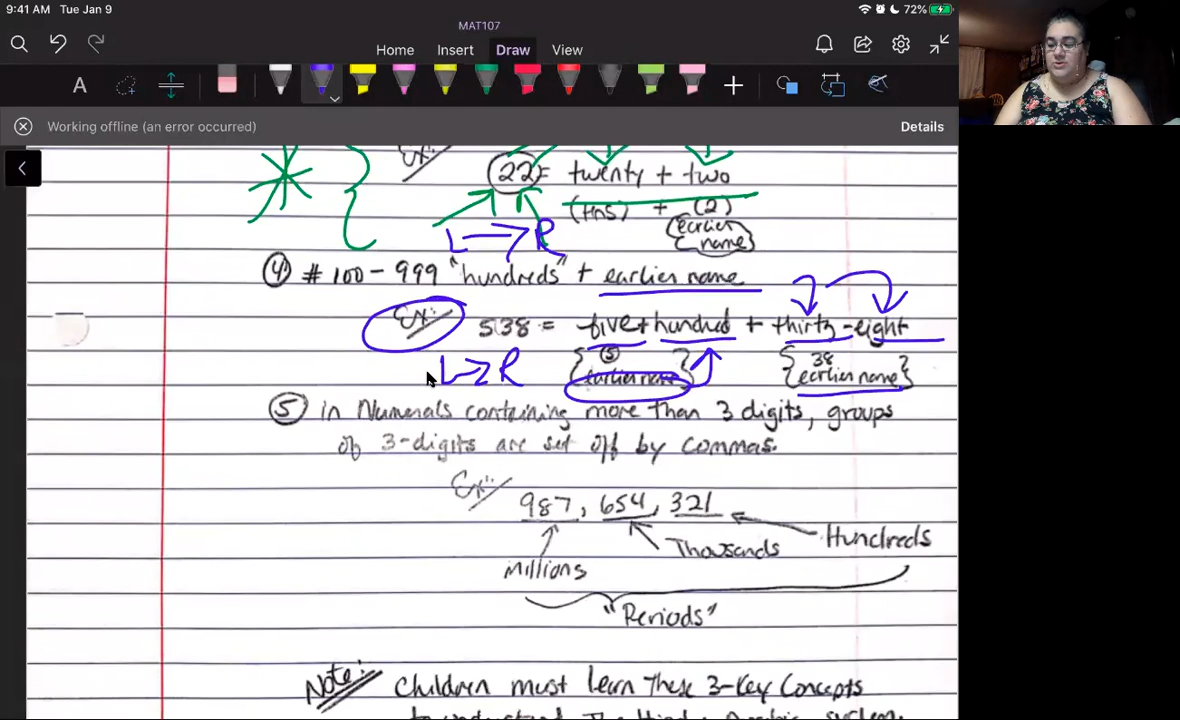 9:41 AM Tue Jan 9
72%
MAT107
Home Insert Draw View
Working offline (an error occurred)
Details
Ex:
22 = twenty + two
(tns) + (2)
{earlier name}
L → R
④ # 100 - 999 "hundreds" + earlier name
Ex: 538 = five + hundred + thirty - eight
L → R {⑤ earlier name} {38 earlier name}
⑤ in Numerals containing more than 3 digits, groups
of 3-digits are set off by commas.
Ex:
987, 654, 321
Hundreds
Thousands
Millions
"Periods"
Note: Children must learn These 3-Key Concepts